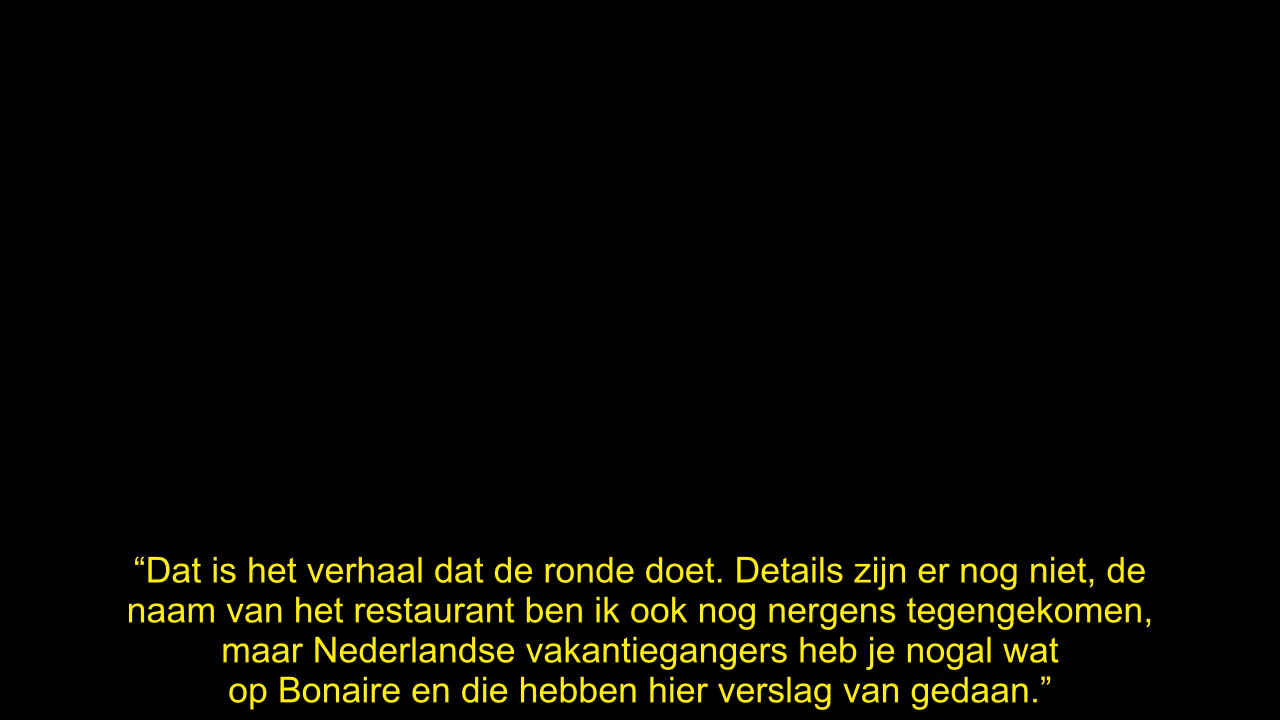 “Dat is het verhaal dat de ronde doet. Details zijn er nog niet, de
naam van het restaurant ben ik ook nog nergens tegengekomen,
maar Nederlandse vakantiegangers heb je nogal wat
op Bonaire en die hebben hier verslag van gedaan.”